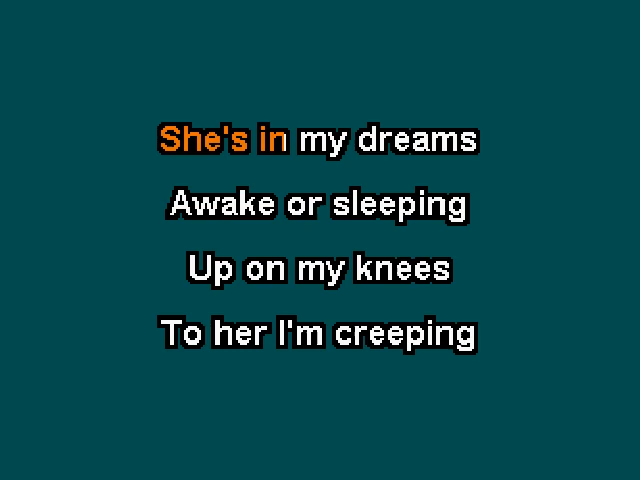 She's in my dreams
Awake or sleeping
Up on my knees
To her I'm creeping